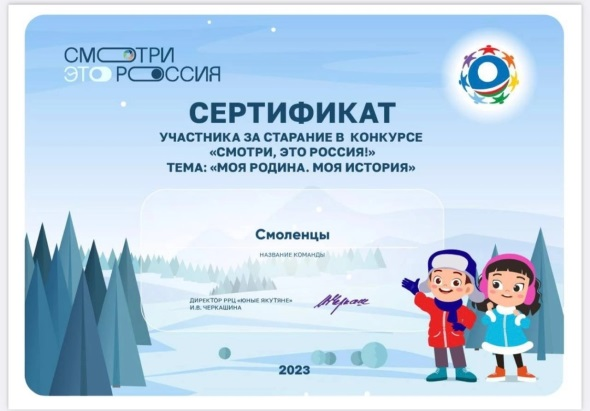 СМОТРИ
ЭТО РОССИЯ
СЕРТИФИКАТ
УЧАСТНИКА ЗА СТАРАНИЕ В КОНКУРСЕ
«СМОТРИ, ЭТО РОССИЯ!»
ТЕМА: «МОЯ РОДИНА. МОЯ ИСТОРИЯ»
Смоленцы
НАЗВАНИЕ КОМАНДЫ
ДИРЕКТОР РРЦ «ЮНЫЕ ЯКУТЯНЕ»
И.В. ЧЕРКАШИНА
2023